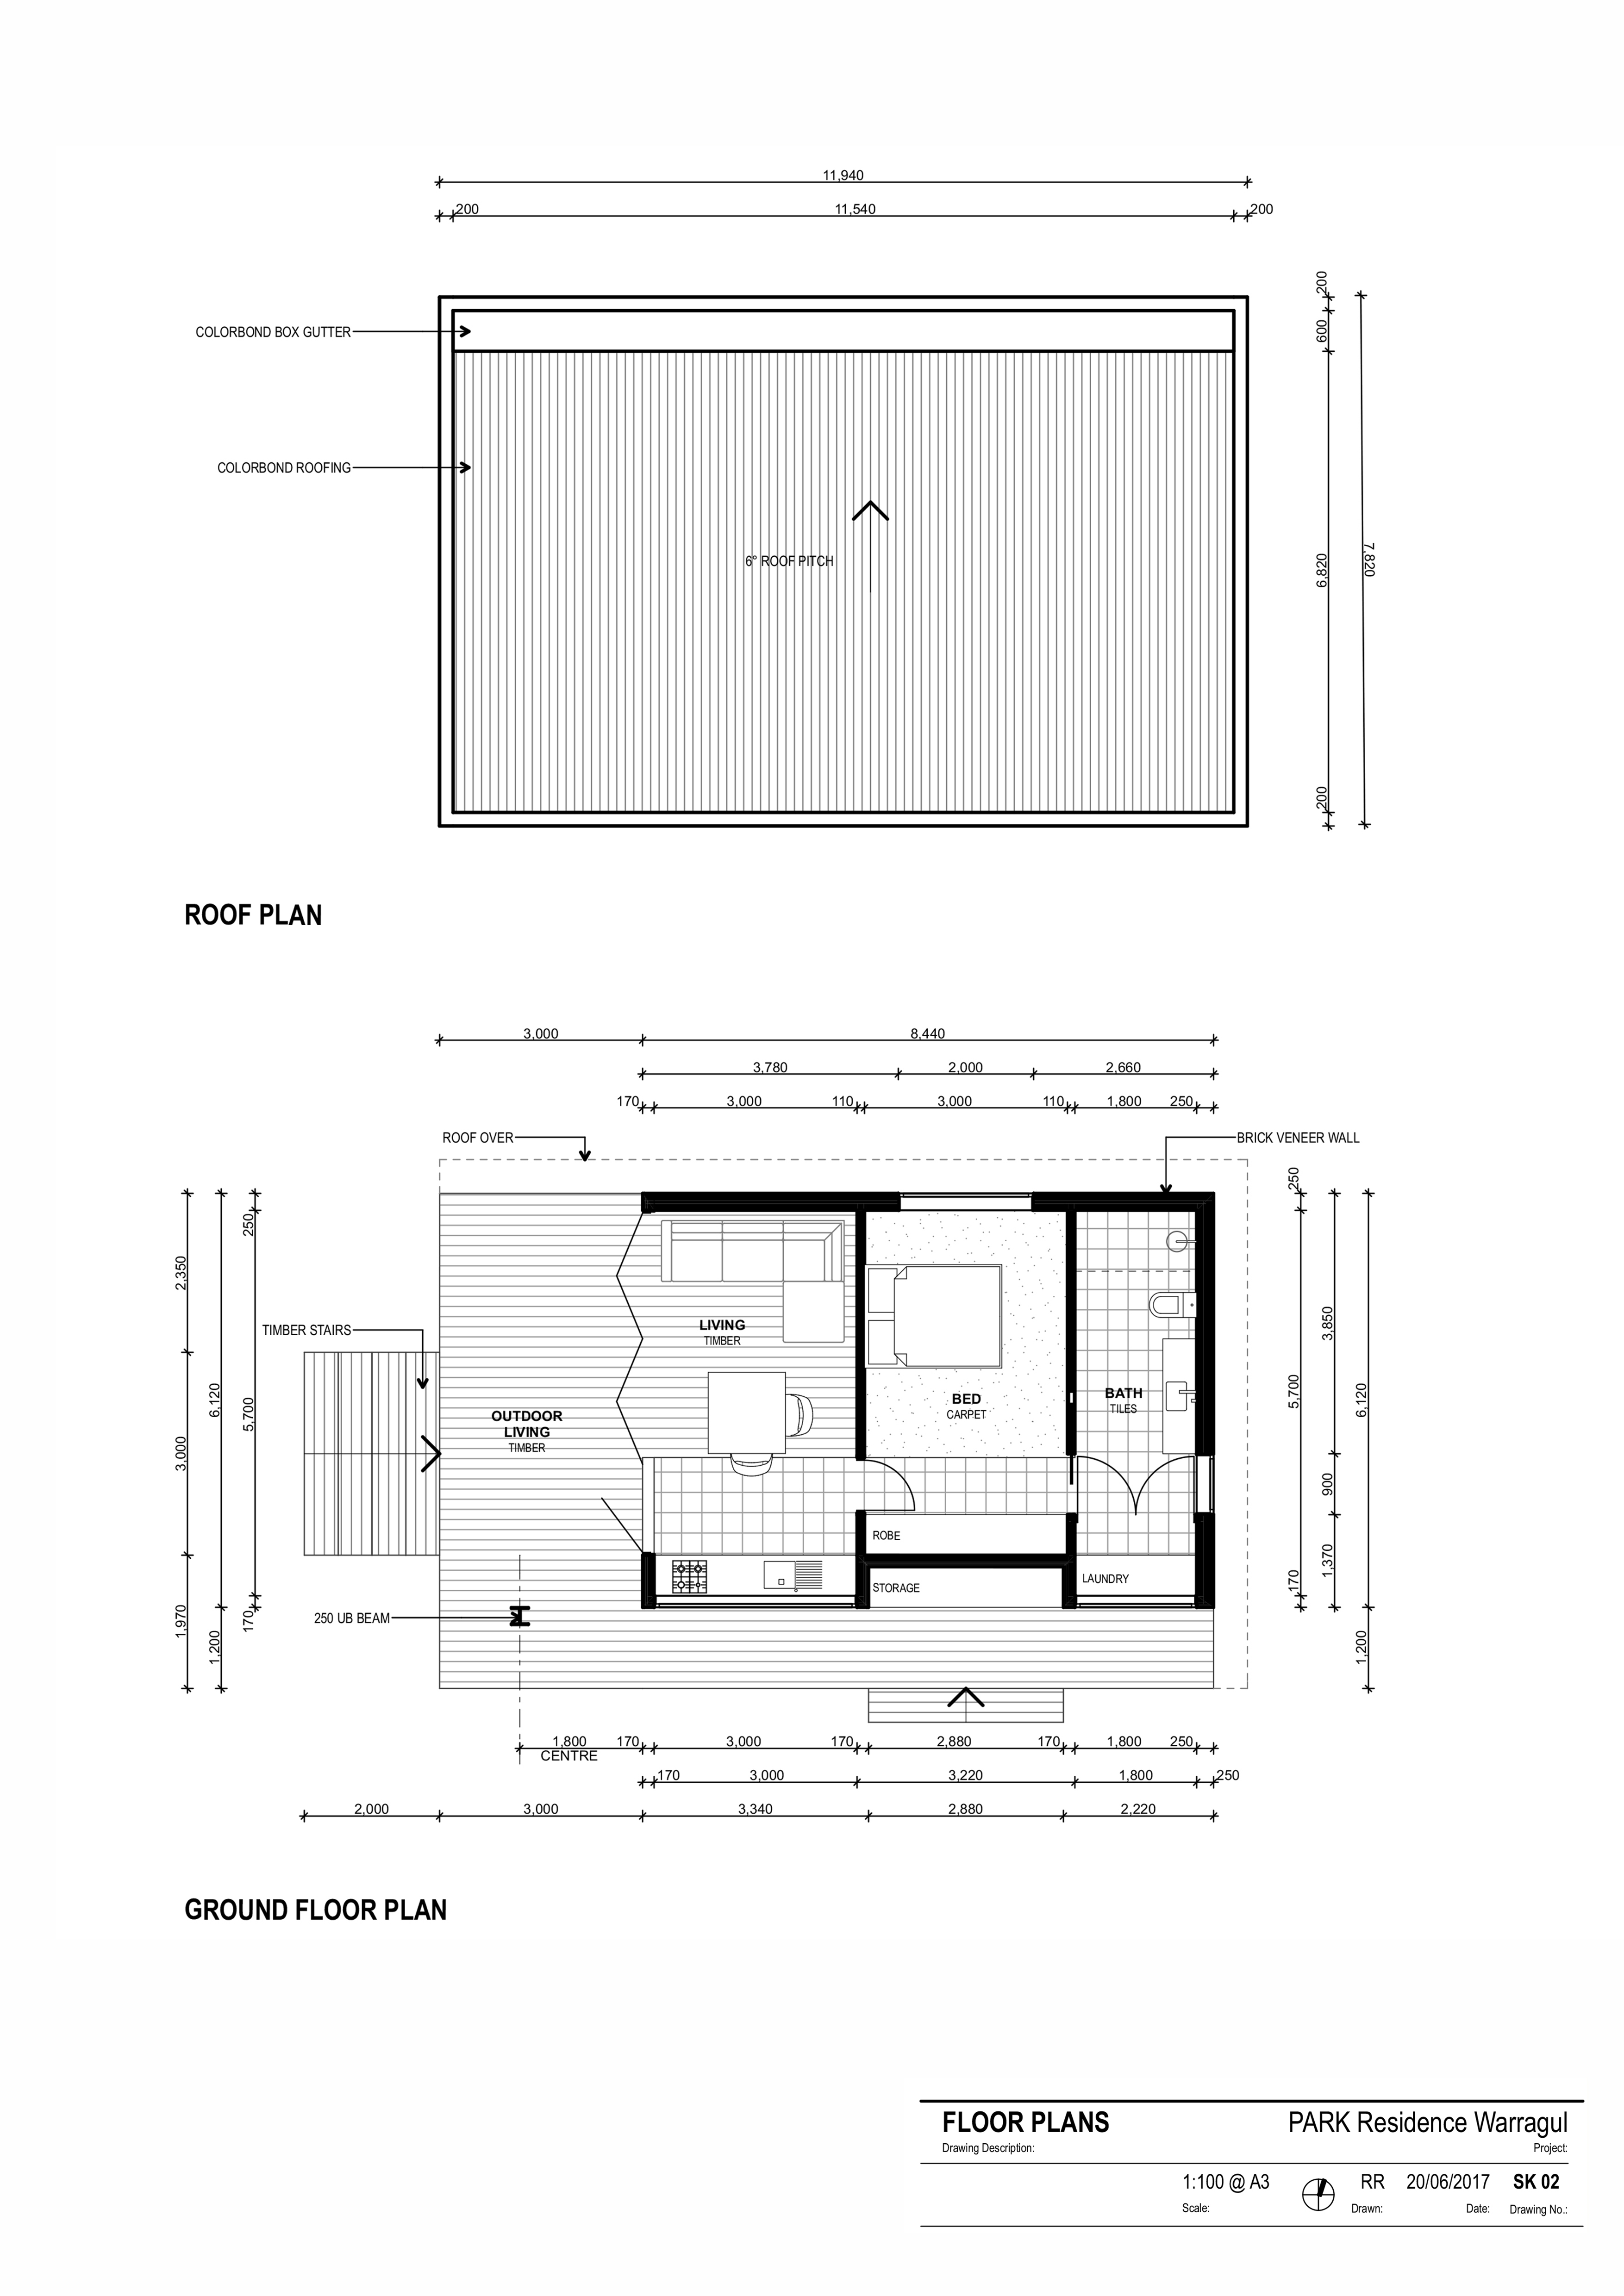 11,940
200 11,540 200
COLORBOND BOX GUTTER
COLORBOND ROOFING
6° ROOF PITCH
200
600
6,820
200
7,820
ROOF PLAN
3,000 8,440
3,780 2,000 2,660
170 3,000 110 3,000 110 1,800 250
ROOF OVER
BRICK VENEER WALL
TIMBER STAIRS
250 UB BEAM
2,350
3,000
1,970
6,120
1,200
250
5,700
170
OUTDOOR
LIVING
TIMBER
LIVING
TIMBER
BED
CARPET
BATH
TILES
ROBE
STORAGE
LAUNDRY
250
5,700
170
3,850
900
1,370
6,120
1,200
1,800 170 3,000 170 2,880 170 1,800 250
CENTRE
170 3,000 3,220 1,800 250
2,000 3,000 3,340 2,880 2,220
GROUND FLOOR PLAN
FLOOR PLANS PARK Residence Warragul
Drawing Description: Project:
1:100 @ A3 RR 20/06/2017 SK 02
Scale: Drawn: Date: Drawing No.: